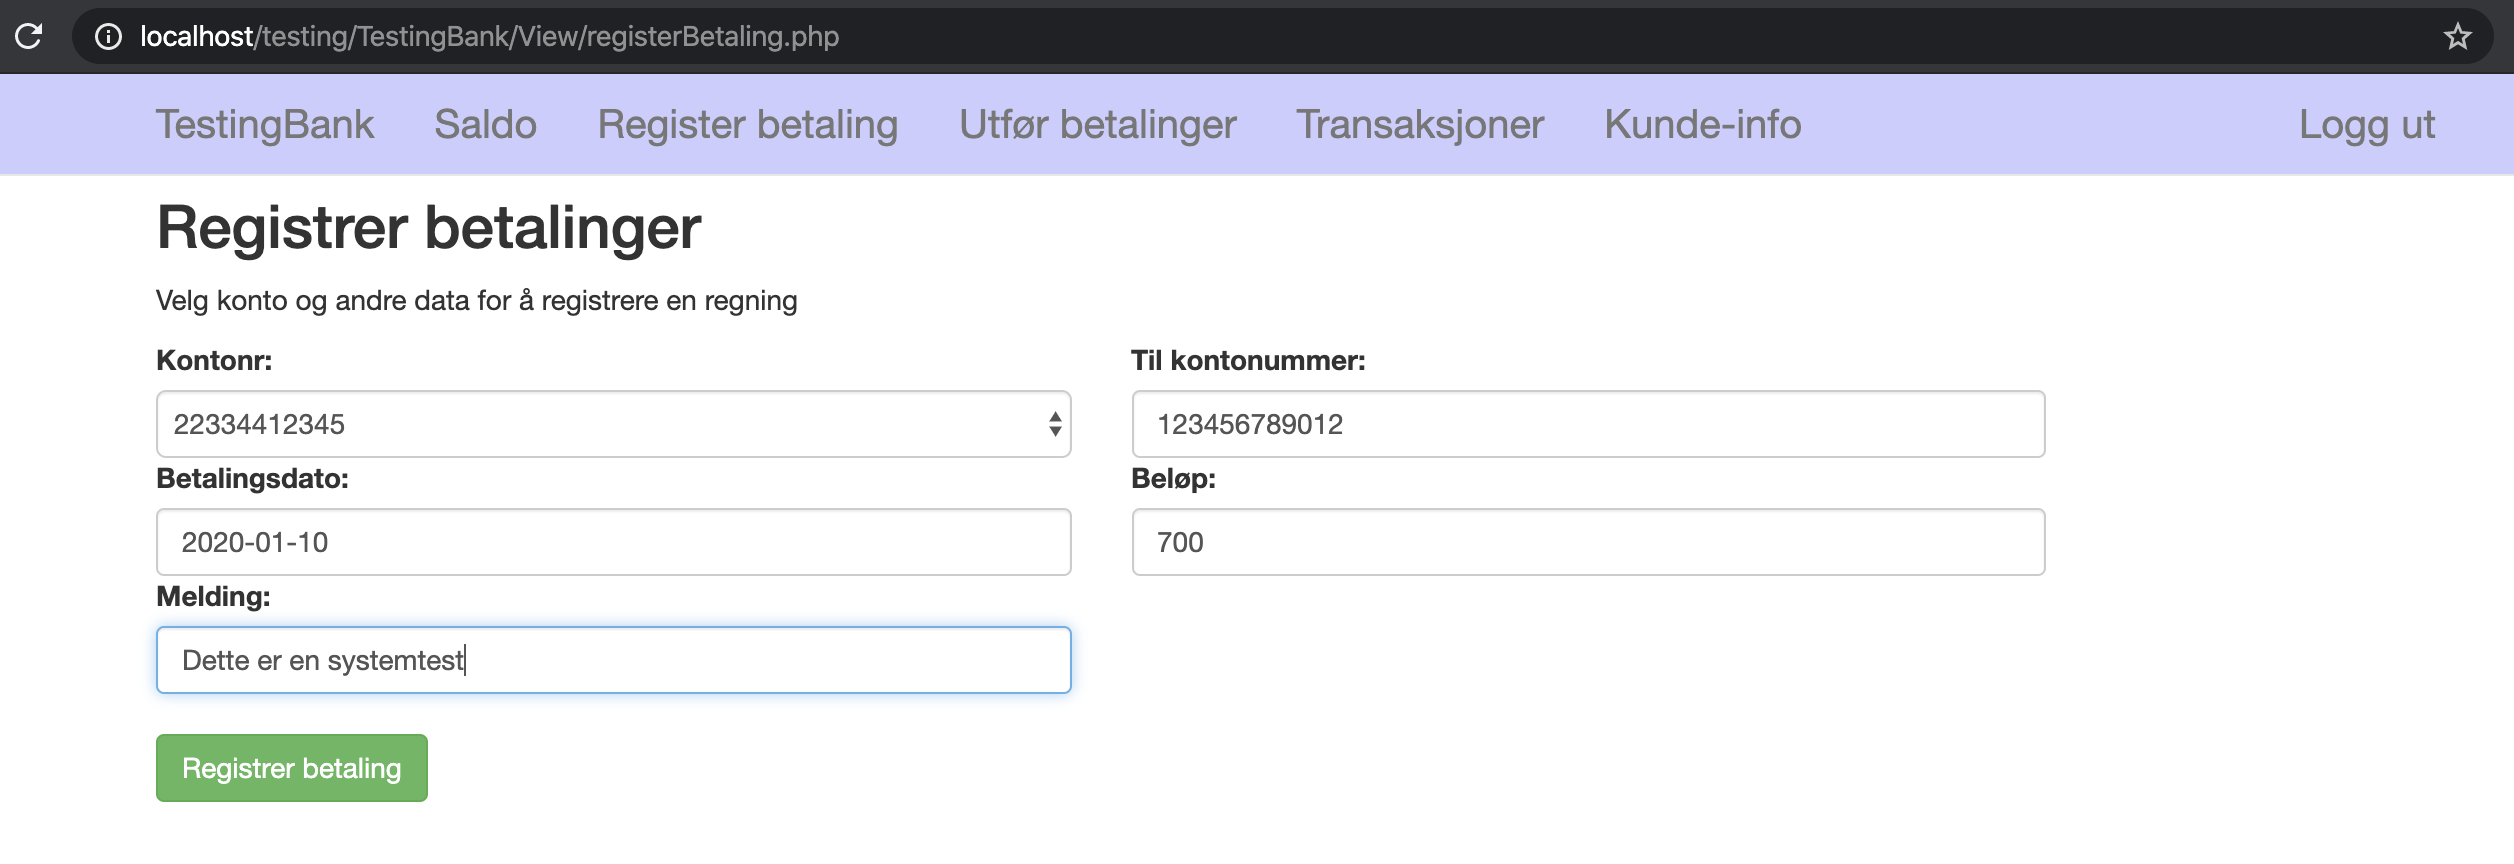 localhost/testing/TestingBank/View/registerBetaling.php
TestingBank Saldo Register betaling Utfør betalinger Transaksjoner Kunde-info Logg ut
Registrer betalinger
Velg konto og andre data for å registrere en regning
Kontonr: Til kontonummer:
22334412345 123456789012
Betalingsdato: Beløp:
2020-01-10 700
Melding:
Dette er en systemtest
Registrer betaling